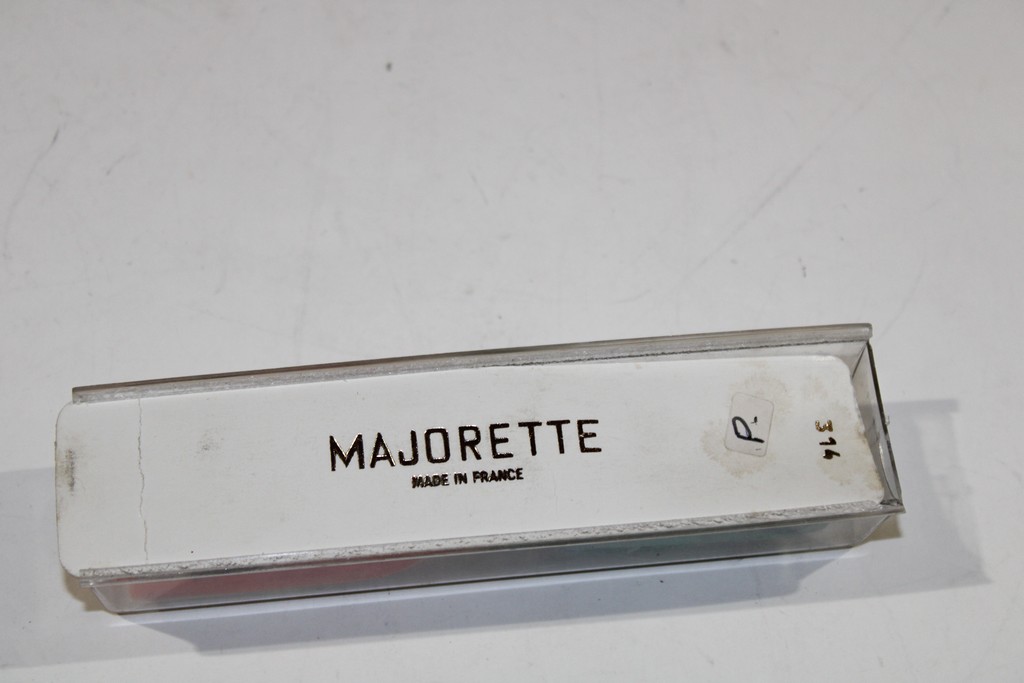 MAJORETTE
MADE IN FRANCE
P.
314